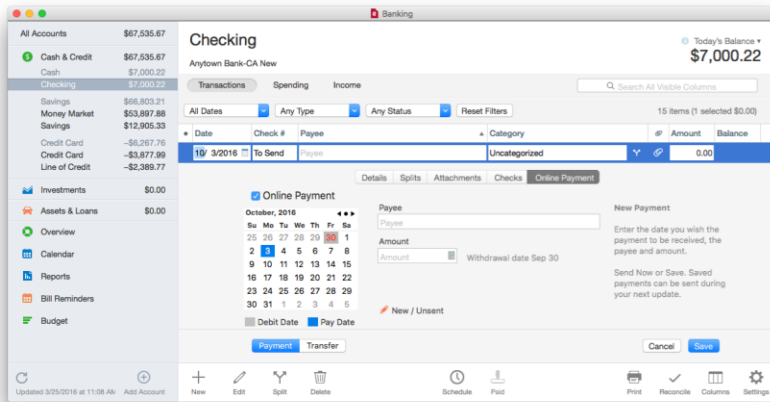 Banking
All Accounts $67,535.67
Cash & Credit $67,535.67
Cash $7,000.22
Checking $7,000.22
Savings $66,803.21
Money Market $53,897.88
Savings $12,905.33
Credit Card -$6,267.76
Credit Card -$3,877.99
Line of Credit -$2,389.77
Investments $0.00
Assets & Loans $0.00
Overview
Calendar
Reports
Bill Reminders
Budget
Updated 3/25/2016 at 11:08 AM Add Account
Checking
Anytown Bank-CA New
Today's Balance
$7,000.22
Transactions Spending Income
Search All Visible Columns
All Dates Any Type Any Status Reset Filters
15 items (1 selected $0.00)
Date Check # Payee Category Amount Balance
10/ 3/2016 To Send Payee Uncategorized 0.00
Details Splits Attachments Checks Online Payment
Online Payment
October, 2016
Su Mo Tu We Th Fr Sa
25 26 27 28 29 30 1
2 3 4 5 6 7 8
9 10 11 12 13 14 15
16 17 18 19 20 21 22
23 24 25 26 27 28 29
30 31 1 2 3 4 5
Debit Date Pay Date
Payee
Payee
Amount
Amount Withdrawal date Sep 30
New / Unsent
New Payment
Enter the date you wish the
payment to be received, the
payee and amount.
Send Now or Save. Saved
payments can be sent during
your next update.
Payment Transfer
Cancel Save
New Edit Split Delete Schedule Paid Print Reconcile Columns Settings